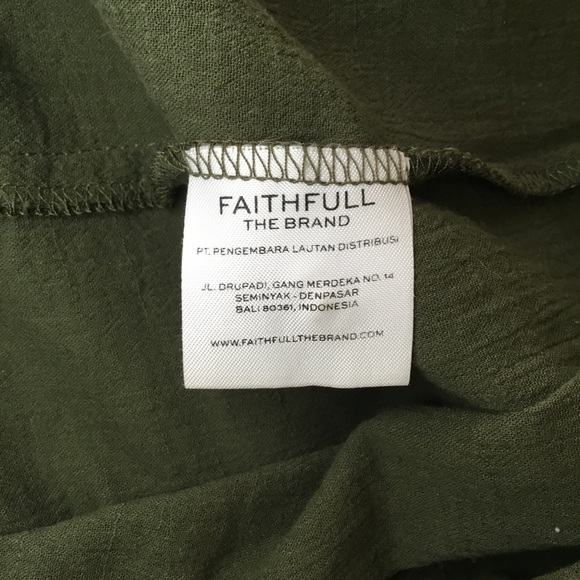 FAITHFULL
THE BRAND
PT. PENGEMBARA LAUTAN DISTRIBUSI
JL. DRUPADI, GANG MERDEKA NO. 14
SEMINYAK - DENPASAR
BALI 80361, INDONESIA
WWW.FAITHFULLTHEBRAND.COM